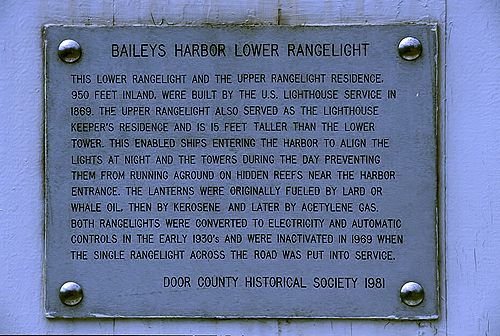 BAILEYS HARBOR LOWER RANGELIGHT
THIS LOWER RANGELIGHT AND THE UPPER RANGELIGHT RESIDENCE,
950 FEET INLAND, WERE BUILT BY THE U.S. LIGHTHOUSE SERVICE IN
1869. THE UPPER RANGELIGHT ALSO SERVED AS THE LIGHTHOUSE
KEEPER'S RESIDENCE AND IS 15 FEET TALLER THAN THE LOWER
TOWER. THIS ENABLED SHIPS ENTERING THE HARBOR TO ALIGN THE
LIGHTS AT NIGHT AND THE TOWERS DURING THE DAY PREVENTING
THEM FROM RUNNING AGROUND ON HIDDEN REEFS NEAR THE HARBOR
ENTRANCE. THE LANTERNS WERE ORIGINALLY FUELED BY LARD OR
WHALE OIL, THEN BY KEROSENE AND LATER BY ACETYLENE GAS.
BOTH RANGELIGHTS WERE CONVERTED TO ELECTRICITY AND AUTOMATIC
CONTROLS IN THE EARLY 1930's AND WERE INACTIVATED IN 1969 WHEN
THE SINGLE RANGELIGHT ACROSS THE ROAD WAS PUT INTO SERVICE.
DOOR COUNTY HISTORICAL SOCIETY 1981